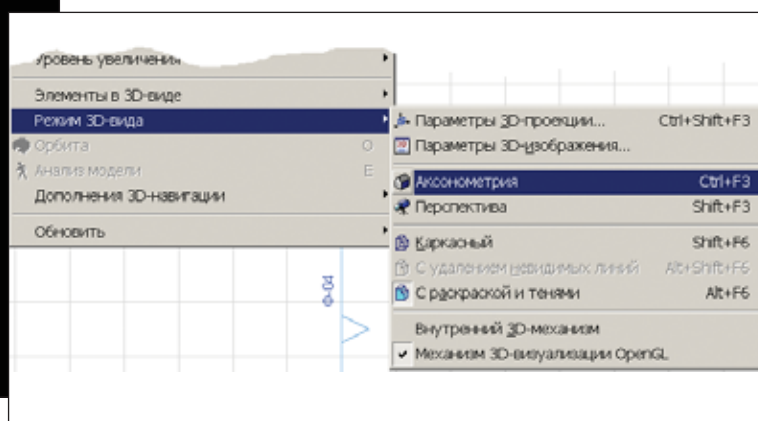 Уровень увеличения
Элементы в 3D-виде
Режим 3D-вида
Орбита O
Анализ модели E
Дополнения 3D-навигации
Обновить
Параметры 3D-проекции... Ctrl+Shift+F3
Параметры 3D-изображения...
Аксонометрия Ctrl+F3
Перспектива Shift+F3
Каркасный Shift+F6
С удалением невидимых линий Alt+Shift+F6
С раскраской и тенями Alt+F6
Внутренний 3D-механизм
Механизм 3D-визуализации OpenGL
Ф-04